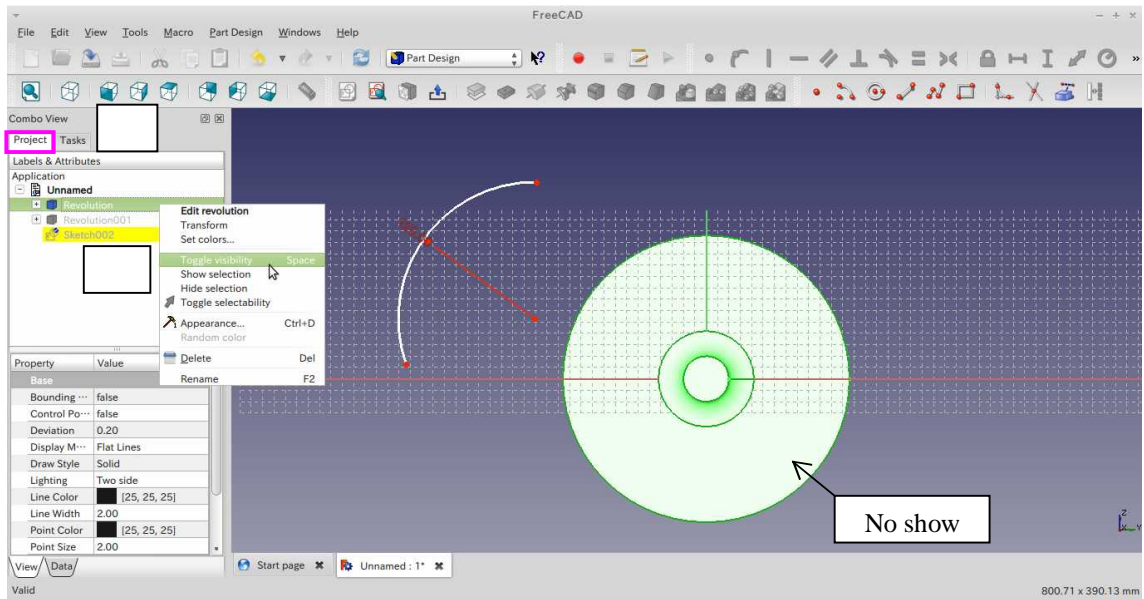 FreeCAD
File Edit View Tools Macro Part Design Windows Help
Part Design
Combo View
Project Tasks
Labels & Attributes
Application
Unnamed
Revolution
Revolution001
Sketch002
Edit revolution
Transform
Set colors...
Toggle visibility Space
Show selection
Hide selection
Toggle selectability
Appearance... Ctrl+D
Random color
Delete Del
Rename F2
Property Value
Base
Bounding ··· false
Control Po··· false
Deviation 0.20
Display M··· Flat Lines
Draw Style Solid
Lighting Two side
Line Color [25, 25, 25]
Line Width 2.00
Point Color [25, 25, 25]
Point Size 2.00
No show
Z
X Y
View Data
Start page Unnamed : 1*
Valid
800.71 x 390.13 mm